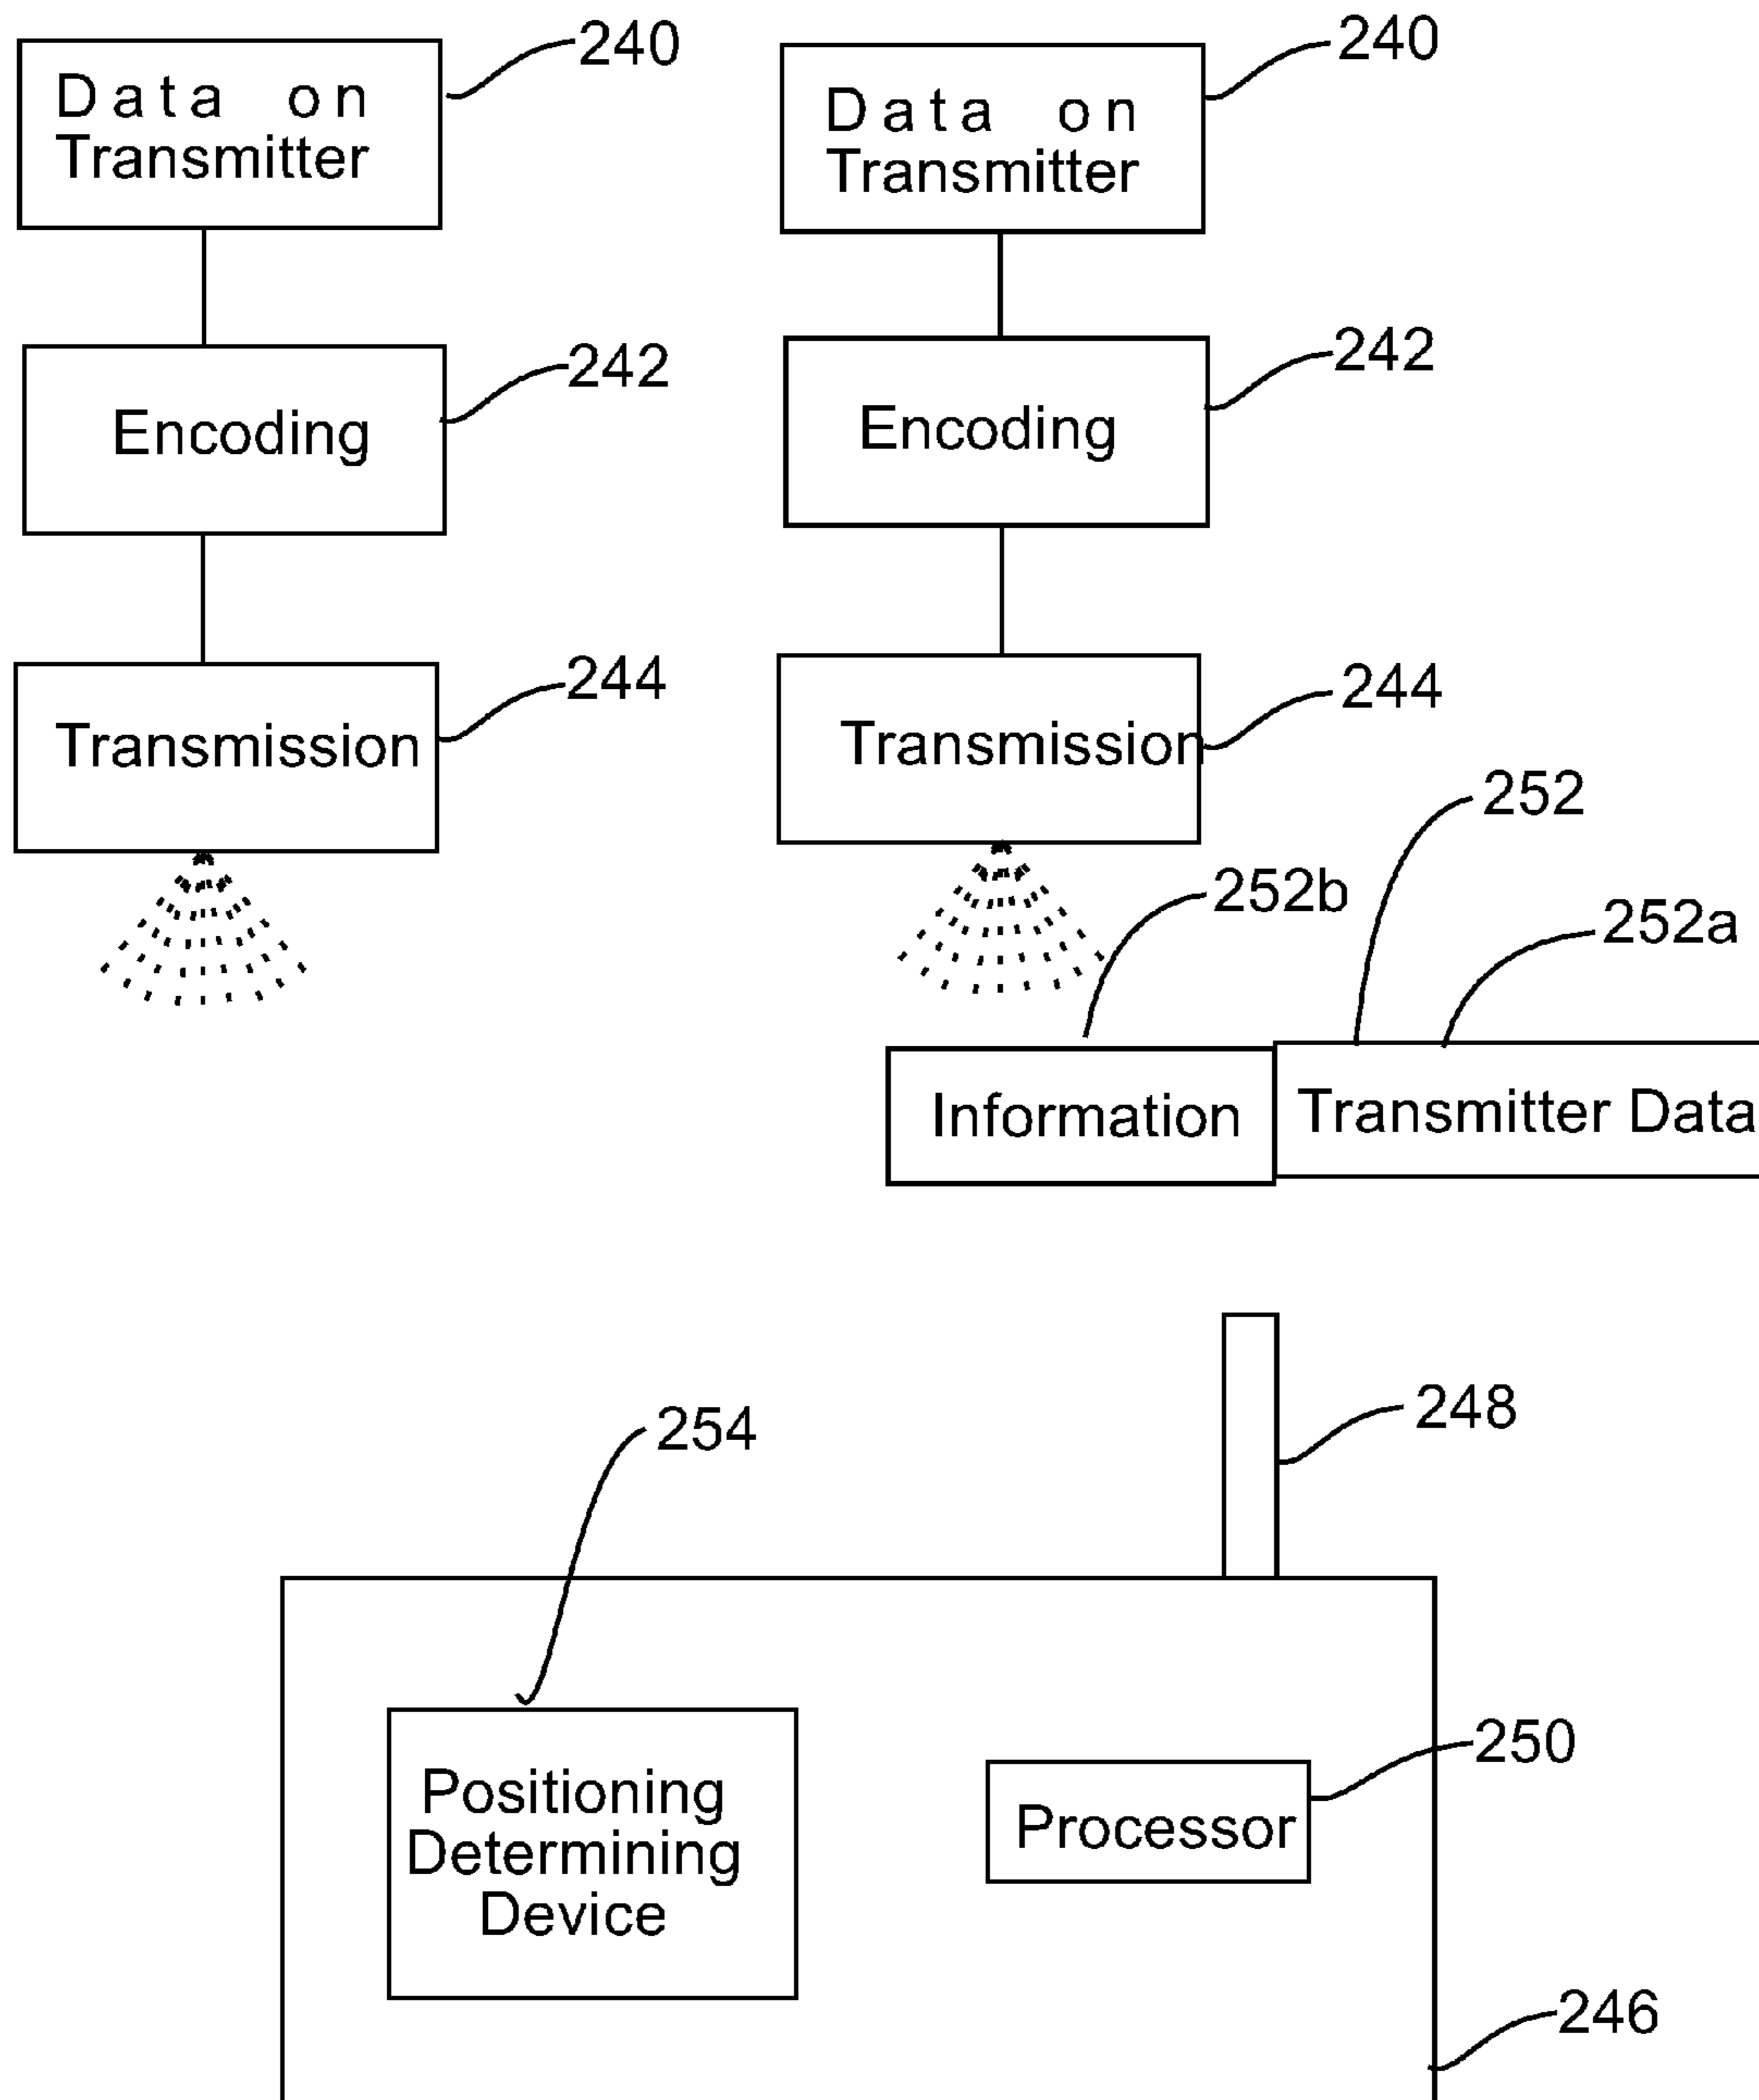 240
Data on
Transmitter
242
Encoding
244
Transmission
240
Data on
Transmitter
242
Encoding
244
Transmission
252
252b
252a
Information
Transmitter Data
248
254
Positioning
Determining
Device
250
Processor
246